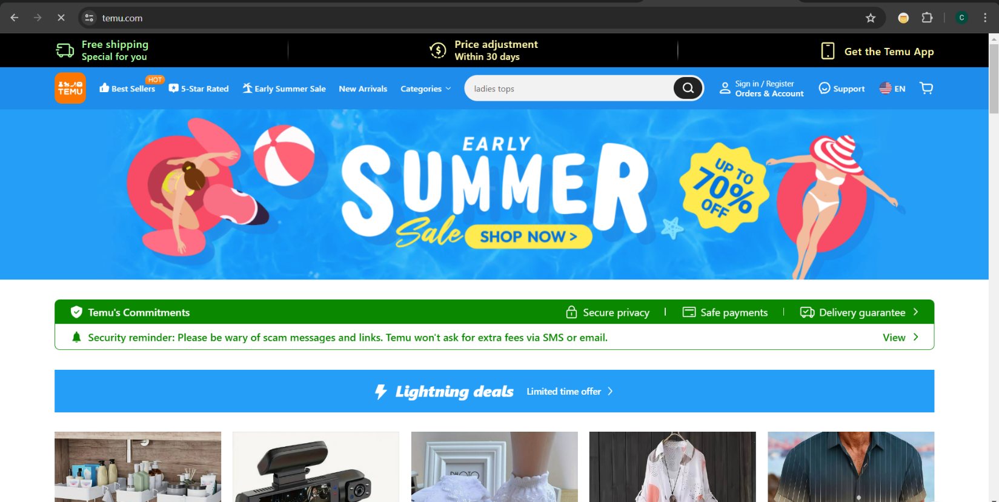 temu.com
C
Free shipping
Special for you
Price adjustment
Within 30 days
Get the Temu App
TEMU
Best Sellers
HOT
5-Star Rated
Early Summer Sale
New Arrivals
Categories
ladies tops
Sign in / Register
Orders & Account
Support
EN
EARLY
SUMMER
Sale
SHOP NOW >
UP TO
70%
OFF
Temu's Commitments
Secure privacy
Safe payments
Delivery guarantee
Security reminder: Please be wary of scam messages and links. Temu won't ask for extra fees via SMS or email.
View
Lightning deals
Limited time offer
PHOTO